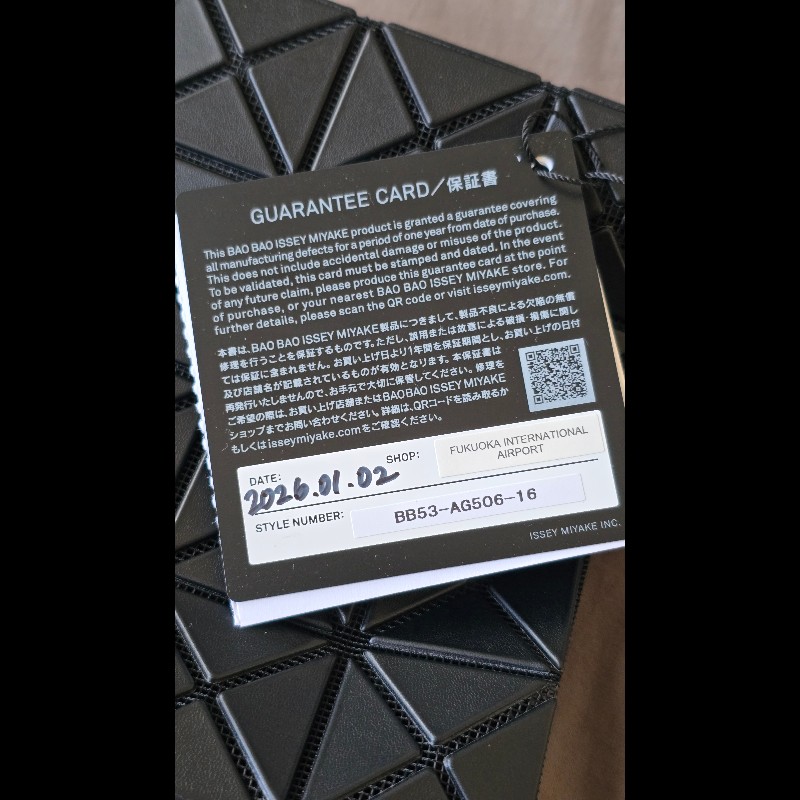 GUARANTEE CARD/保証書
This BAO BAO ISSEY MIYAKE product is granted a guarantee covering
all manufacturing defects for a period of one year from date of purchase.
This does not include accidental damage or misuse of the product.
To be validated, this card must be stamped and dated. In the event
of any future claim, please produce this guarantee card at the point
of purchase, or your nearest BAO BAO ISSEY MIYAKE store. For
further details, please scan the QR code or visit isseymiyake.com.
本書は、BAO BAO ISSEY MIYAKE製品につきまして、製品不良による欠陥の無償
修理を行うことを保証するものです。ただし、誤用または故意による破損・損傷に関し
ては保証に含まれません。お買い上げ日より1年間を保証期間とし、お買い上げの日付
及び店舗名が記載されているものが有効となります。本保証書は
再発行いたしませんので、お手元で大切に保管してください。修理を
ご希望の際は、お買い上げ店舗またはBAO BAO ISSEY MIYAKE
ショップまでお問い合わせください。詳細は、QRコードを読み取るか
もしくはisseymiyake.comをご確認ください。
DATE:
2026.01.02
SHOP:
FUKUOKA INTERNATIONAL
AIRPORT
STYLE NUMBER:
BB53-AG506-16
ISSEY MIYAKE INC.